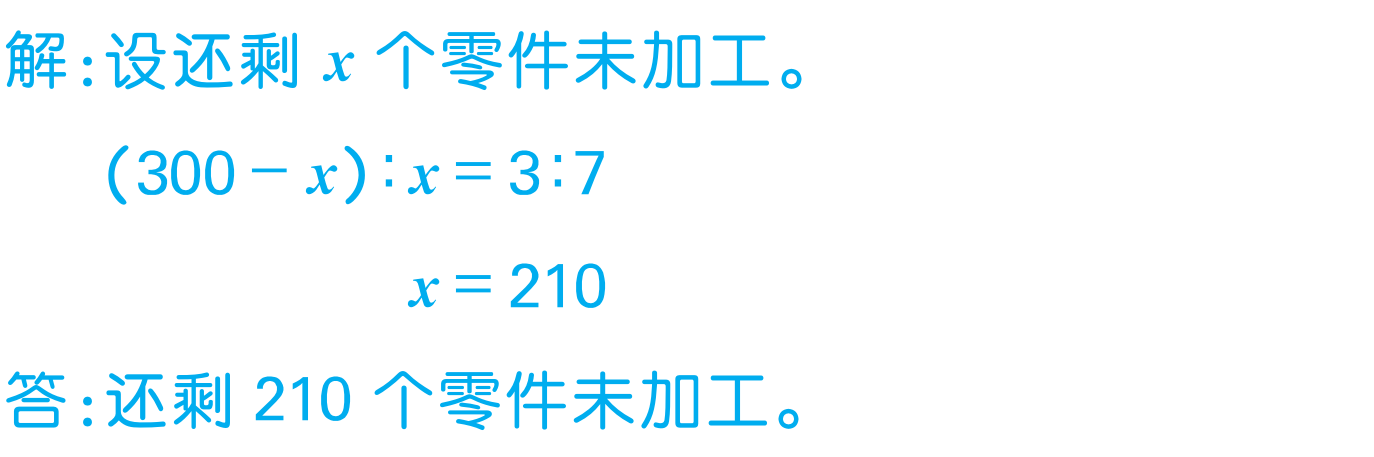 解:设还剩 x 个零件未加工。
(300 − x):x = 3:7
x = 210
答:还剩 210 个零件未加工。